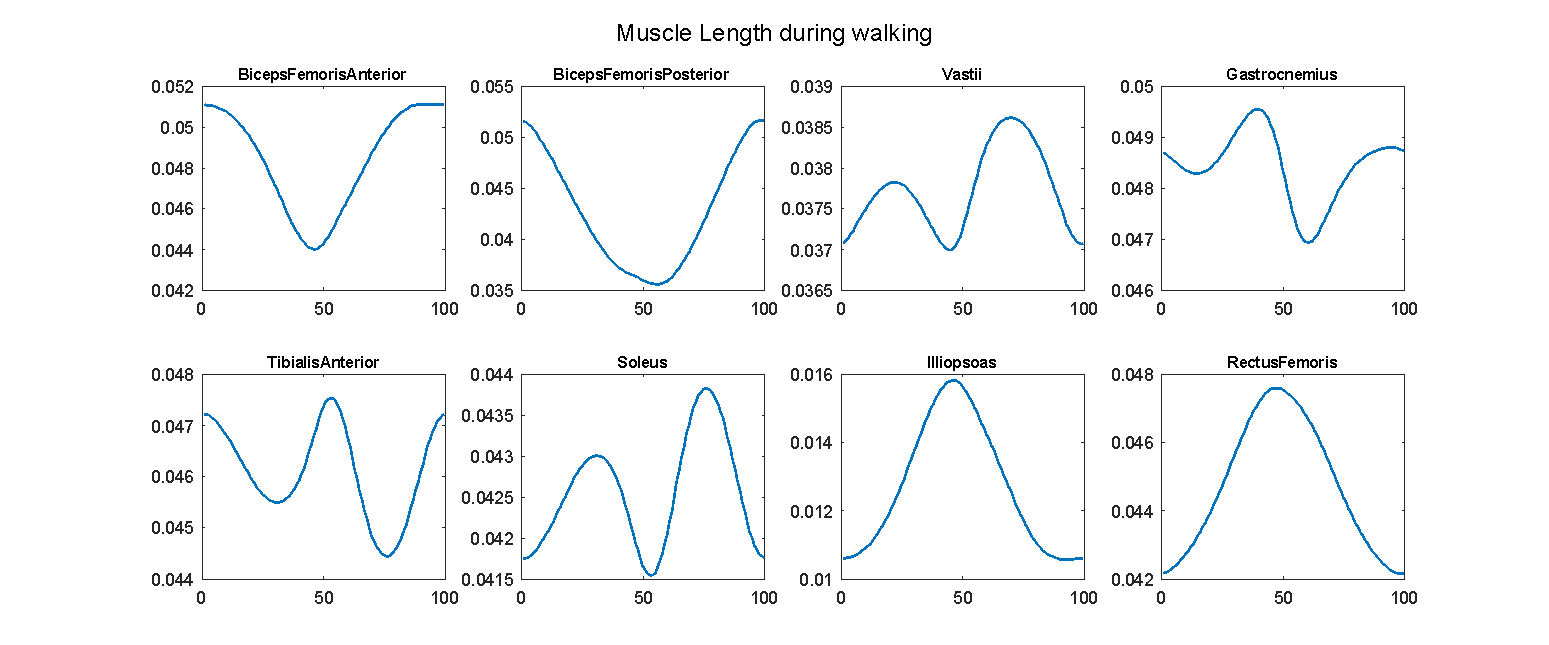 Muscle Length during walking
BicepsFemorisAnterior
0.052
0.05
0.048
0.046
0.044
0.042
0 50 100
BicepsFemorisPosterior
0.055
0.05
0.045
0.04
0.035
0 50 100
Vastii
0.039
0.0385
0.038
0.0375
0.037
0.0365
0 50 100
Gastrocnemius
0.05
0.049
0.048
0.047
0.046
0 50 100
TibialisAnterior
0.048
0.047
0.046
0.045
0.044
0 50 100
Soleus
0.044
0.0435
0.043
0.0425
0.042
0.0415
0 50 100
Illiopsoas
0.016
0.014
0.012
0.01
0 50 100
RectusFemoris
0.048
0.046
0.044
0.042
0 50 100